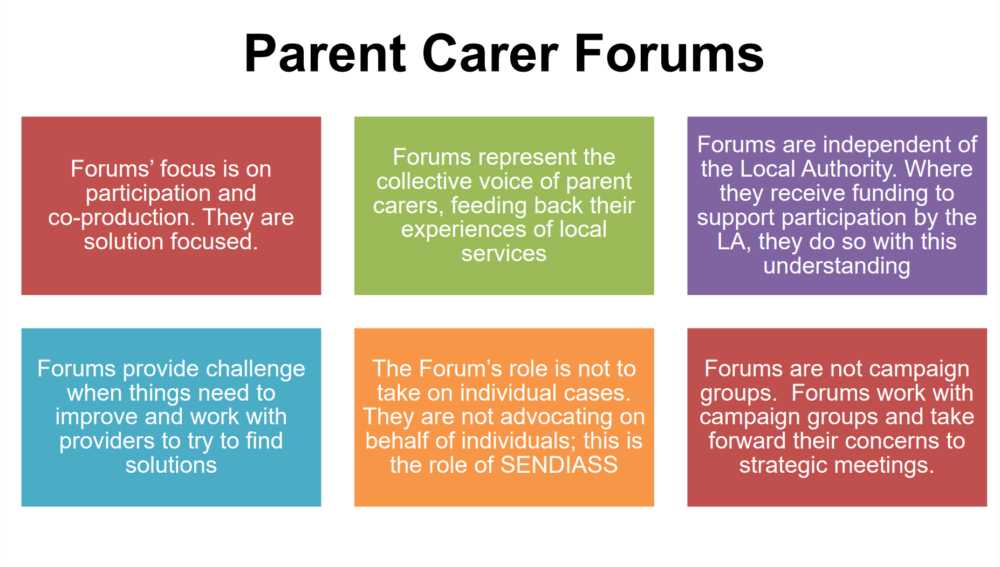 Parent Carer Forums
Forums’ focus is on
participation and
co-production. They are
solution focused.
Forums represent the
collective voice of parent
carers, feeding back their
experiences of local
services
Forums are independent of
the Local Authority. Where
they receive funding to
support participation by the
LA, they do so with this
understanding
Forums provide challenge
when things need to
improve and work with
providers to try to find
solutions
The Forum’s role is not to
take on individual cases.
They are not advocating on
behalf of individuals; this is
the role of SENDIASS
Forums are not campaign
groups.  Forums work with
campaign groups and take
forward their concerns to
strategic meetings.